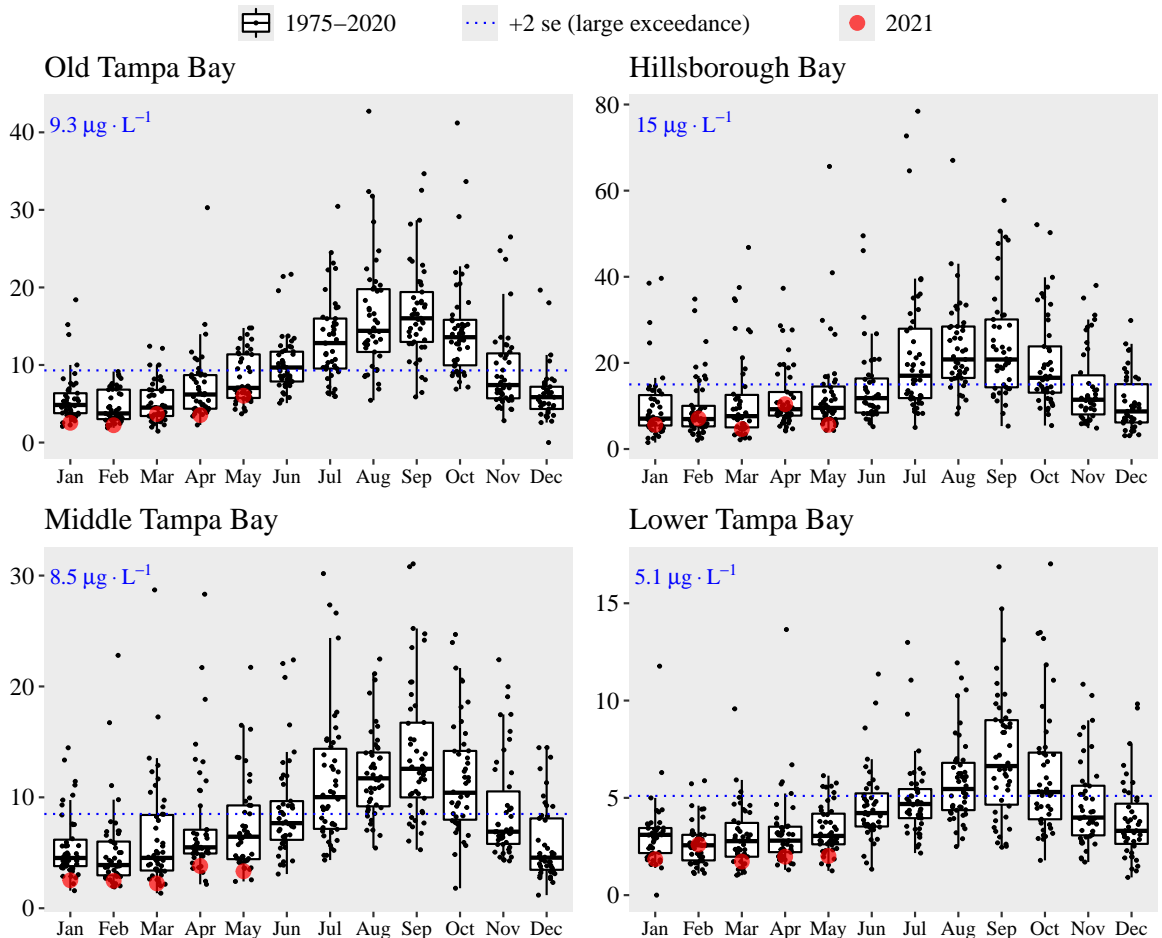 1975–2020 +2 se (large exceedance) 2021
Old Tampa Bay
9.3 μg · L⁻¹
40
30
20
10
0
Jan Feb Mar Apr May Jun Jul Aug Sep Oct Nov Dec
Hillsborough Bay
15 μg · L⁻¹
80
60
40
20
0
Jan Feb Mar Apr May Jun Jul Aug Sep Oct Nov Dec
Middle Tampa Bay
8.5 μg · L⁻¹
30
20
10
0
Jan Feb Mar Apr May Jun Jul Aug Sep Oct Nov Dec
Lower Tampa Bay
5.1 μg · L⁻¹
15
10
5
0
Jan Feb Mar Apr May Jun Jul Aug Sep Oct Nov Dec